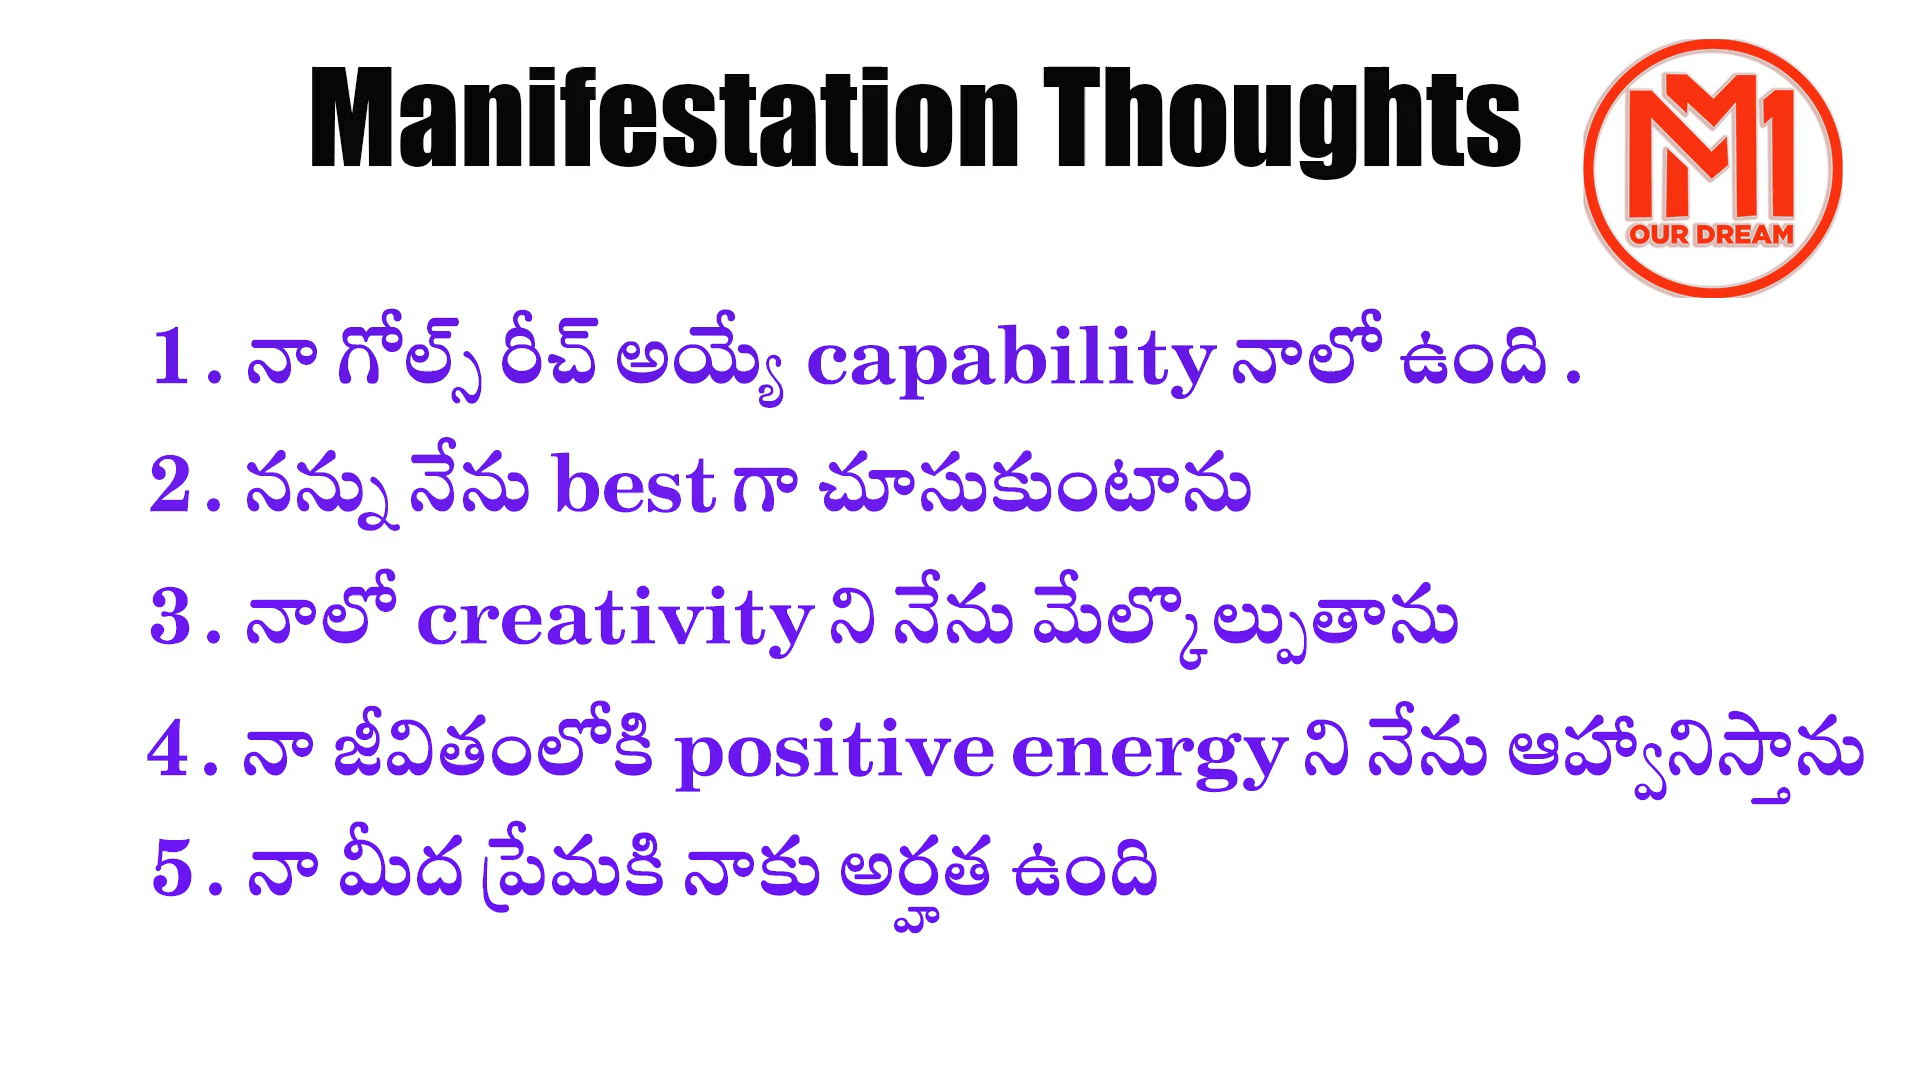 Manifestation Thoughts
MM1
OUR DREAM
1. నా గోల్స్ రీచ్ అయ్యే capability నాలో ఉంది.
2. నన్ను నేను best గా చూసుకుంటాను
3. నాలో creativity ని నేను మేల్కొల్పుతాను
4. నా జీవితంలోకి positive energy ని నేను ఆహ్వానిస్తాను
5. నా మీద ప్రేమకి నాకు అర్హత ఉంది